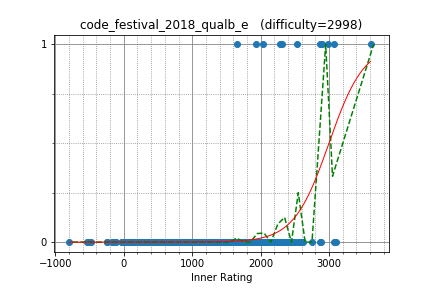 code_festival_2018_qualb_e   (difficulty=2998)
1
0
−1000 0 1000 2000 3000
Inner Rating